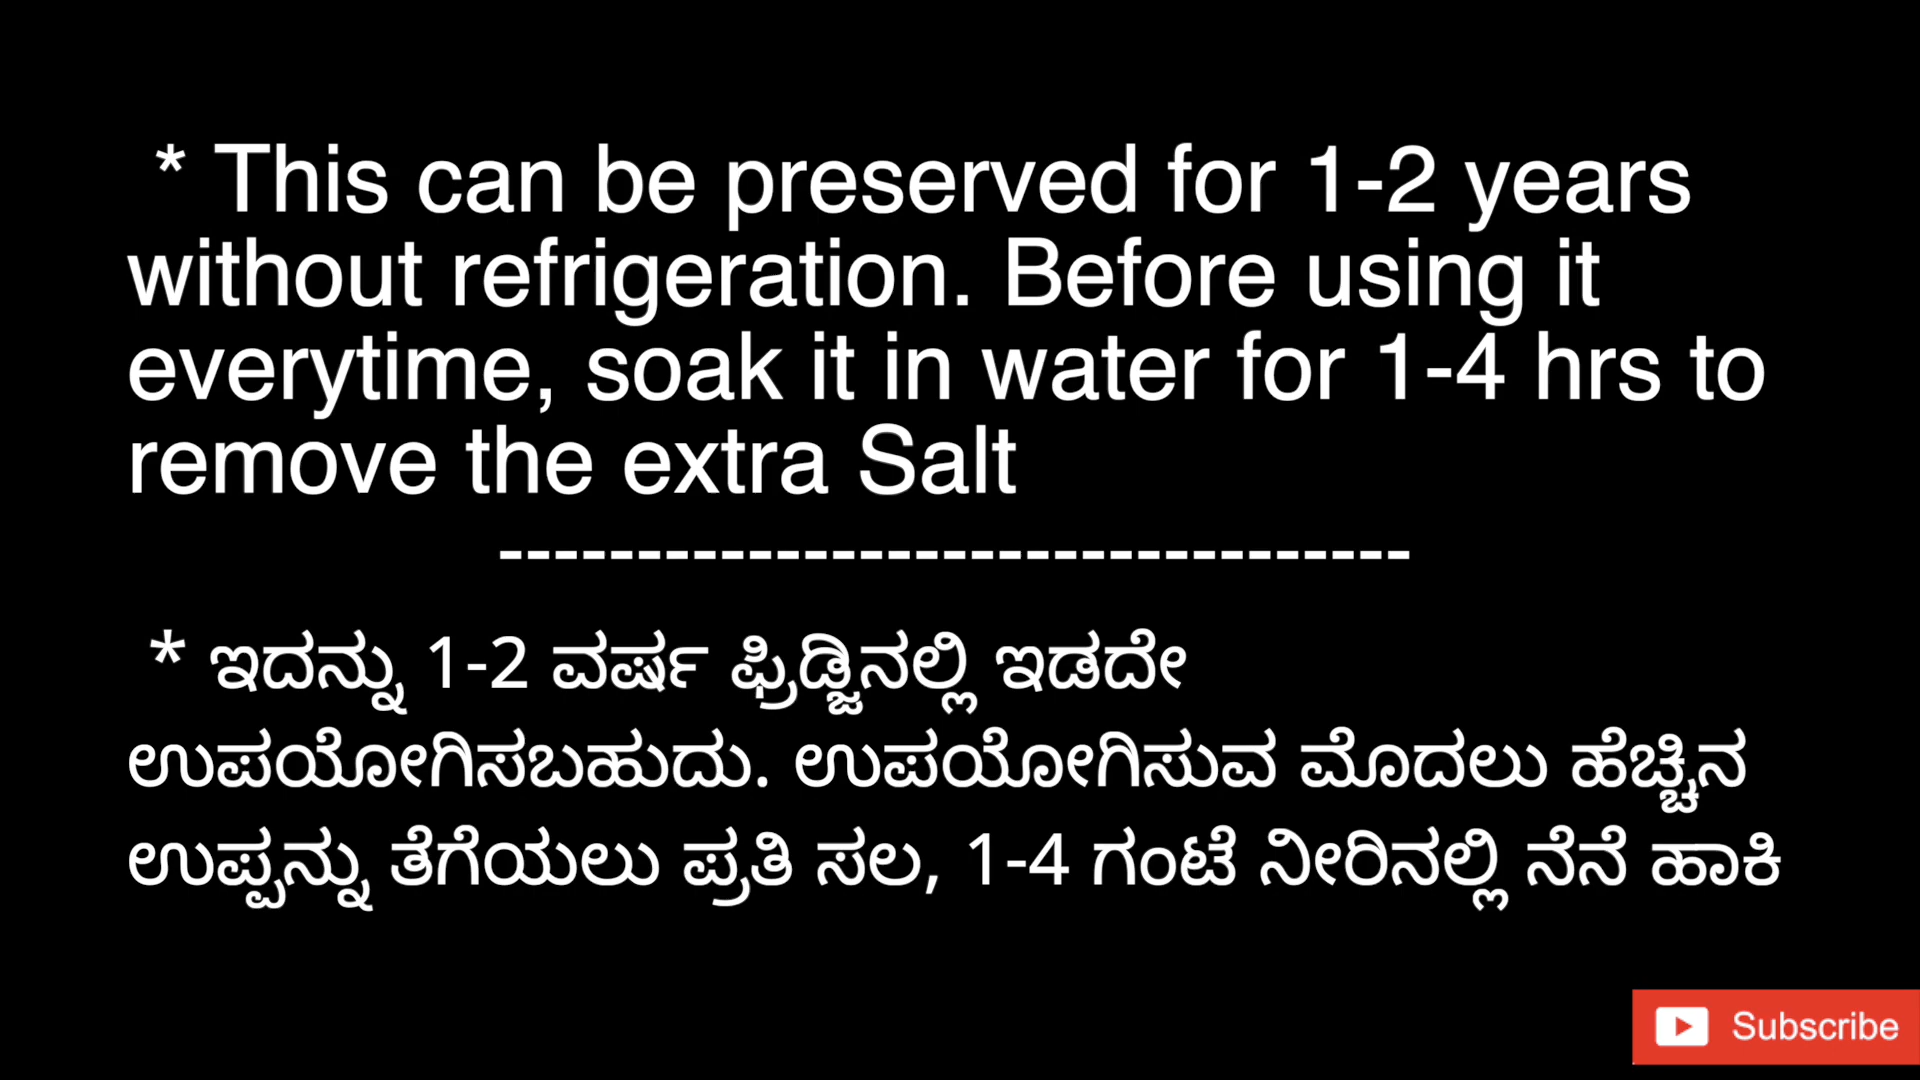 * This can be preserved for 1-2 years
without refrigeration. Before using it
everytime, soak it in water for 1-4 hrs to
remove the extra Salt
---------------------------------
* ಇದನ್ನು 1-2 ವರ್ಷ ಫ್ರಿಡ್ಜಿನಲ್ಲಿ ಇಡದೇ
ಉಪಯೋಗಿಸಬಹುದು. ಉಪಯೋಗಿಸುವ ಮೊದಲು ಹೆಚ್ಚಿನ
ಉಪ್ಪನ್ನು ತೆಗೆಯಲು ಪ್ರತಿ ಸಲ, 1-4 ಗಂಟೆ ನೀರಿನಲ್ಲಿ ನೆನೆ ಹಾಕಿ
Subscribe